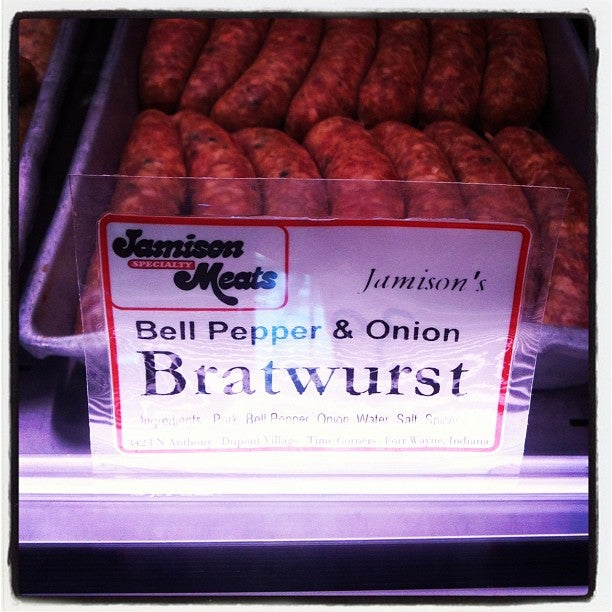 Jamison
SPECIALTY
Meats
Jamison's
Bell Pepper & Onion
Bratwurst
Ingredients Pork Bell Pepper Onion Water Salt
3423 N Anthony Dupont Village Time Corners Fort Wayne, Indiana